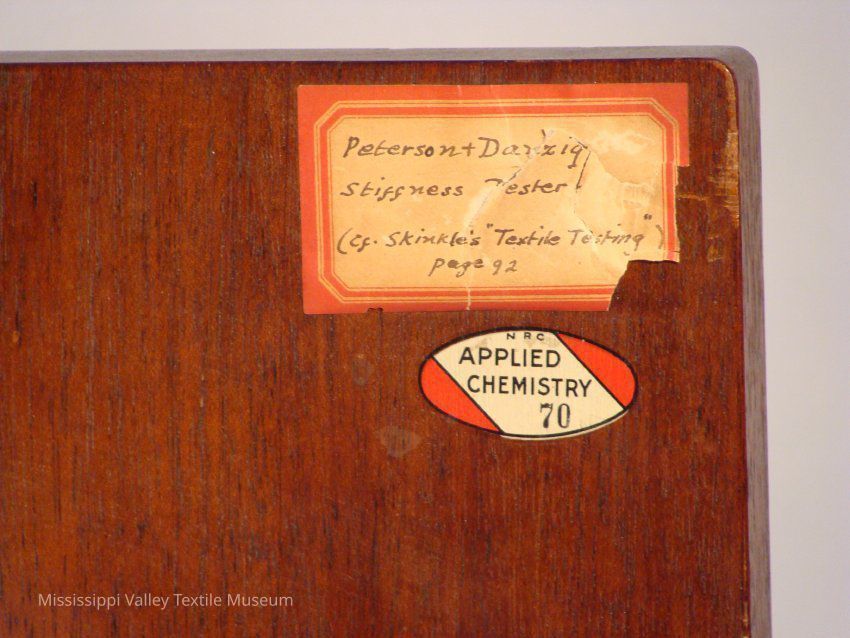 Peterson + Danzig
Stiffness Tester
(cf. Skinkle's "Textile Testing")
page 92
NRC
APPLIED
CHEMISTRY
70
Mississippi Valley Textile Museum